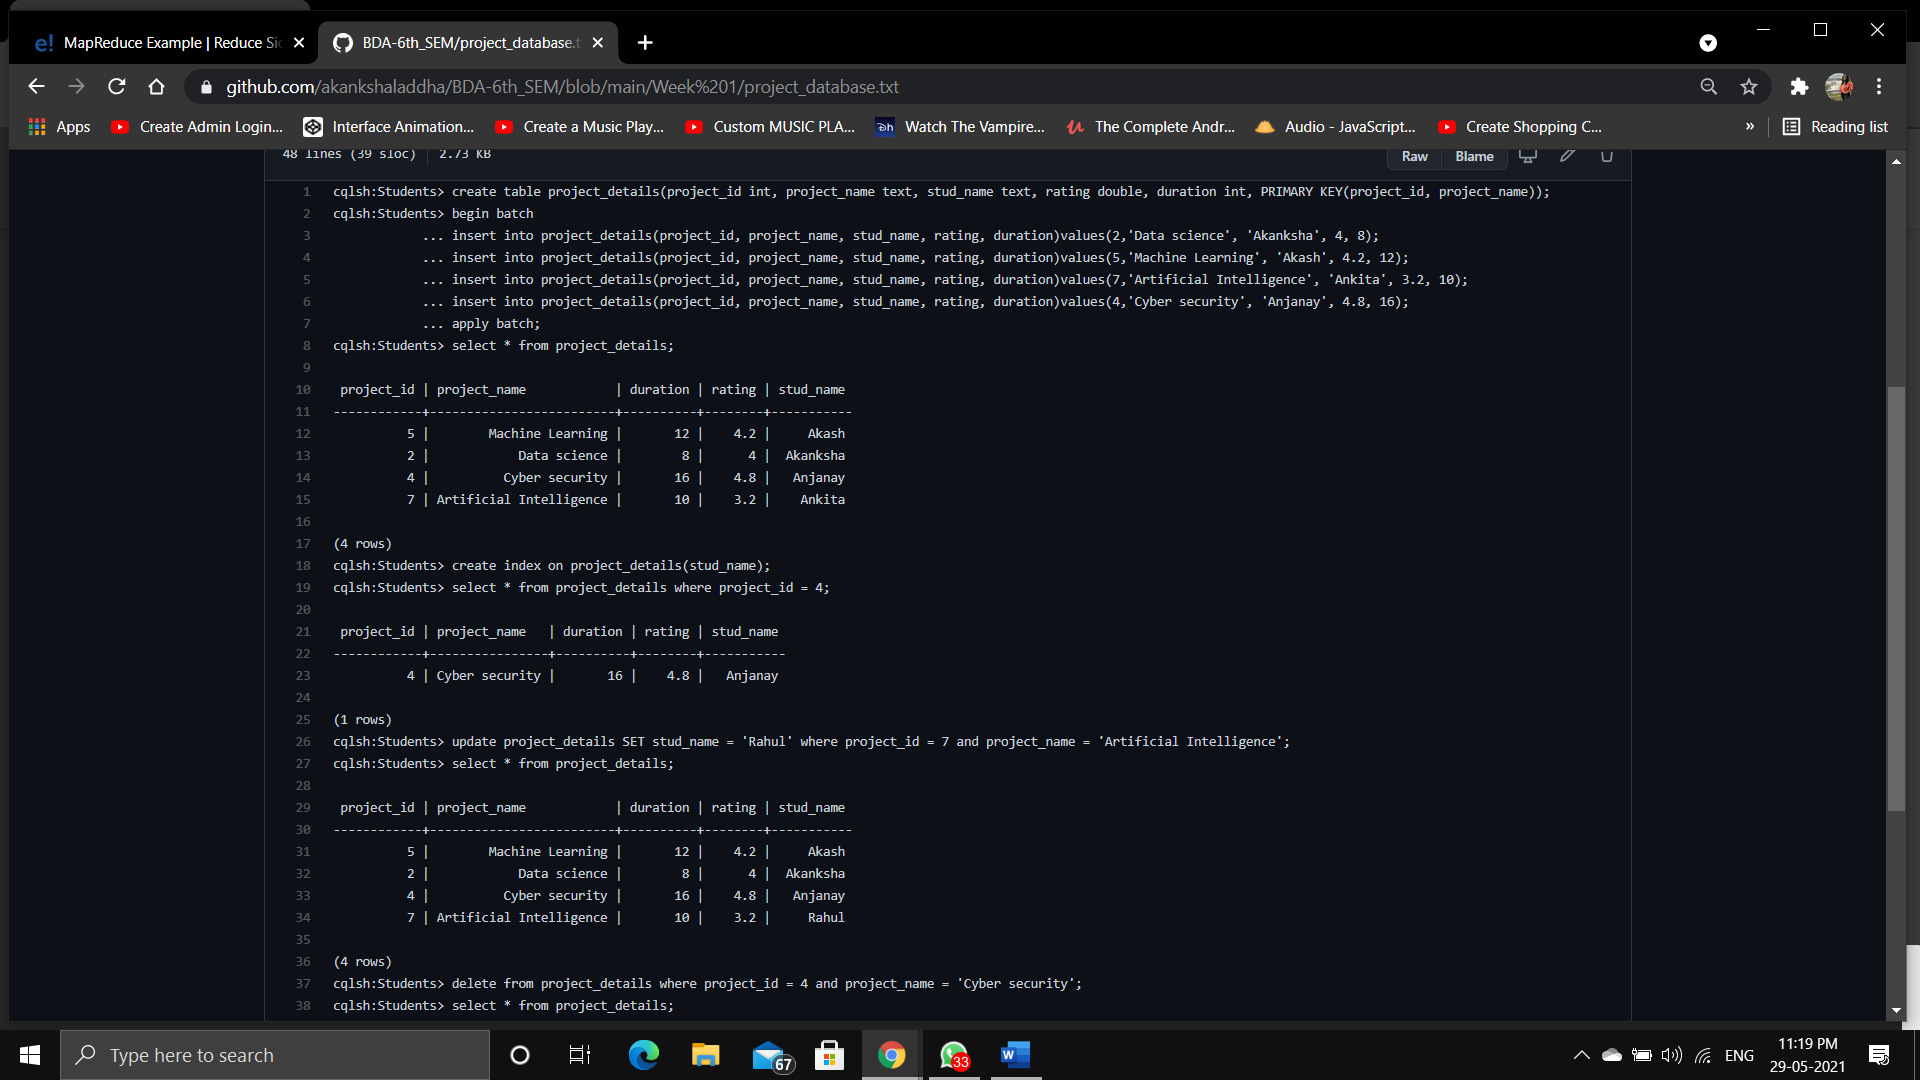 MapReduce Example | Reduce Si
BDA-6th_SEM/project_database.t
github.com/akankshaladdha/BDA-6th_SEM/blob/main/Week%201/project_database.txt
Apps Create Admin Login... Interface Animation... Create a Music Play... Custom MUSIC PLA... Watch The Vampire... The Complete Andr... Audio - JavaScript... Create Shopping C... » Reading list
48 lines (39 sloc) 2.73 KB Raw Blame
1 cqlsh:Students> create table project_details(project_id int, project_name text, stud_name text, rating double, duration int, PRIMARY KEY(project_id, project_name));
2 cqlsh:Students> begin batch
3 ... insert into project_details(project_id, project_name, stud_name, rating, duration)values(2,'Data science', 'Akanksha', 4, 8);
4 ... insert into project_details(project_id, project_name, stud_name, rating, duration)values(5,'Machine Learning', 'Akash', 4.2, 12);
5 ... insert into project_details(project_id, project_name, stud_name, rating, duration)values(7,'Artificial Intelligence', 'Ankita', 3.2, 10);
6 ... insert into project_details(project_id, project_name, stud_name, rating, duration)values(4,'Cyber security', 'Anjanay', 4.8, 16);
7 ... apply batch;
8 cqlsh:Students> select * from project_details;
9
10 project_id | project_name | duration | rating | stud_name
11 ------------+-------------------------+----------+--------+-----------
12 5 | Machine Learning | 12 | 4.2 | Akash
13 2 | Data science | 8 | 4 | Akanksha
14 4 | Cyber security | 16 | 4.8 | Anjanay
15 7 | Artificial Intelligence | 10 | 3.2 | Ankita
16
17 (4 rows)
18 cqlsh:Students> create index on project_details(stud_name);
19 cqlsh:Students> select * from project_details where project_id = 4;
20
21 project_id | project_name | duration | rating | stud_name
22 ------------+----------------+----------+--------+-----------
23 4 | Cyber security | 16 | 4.8 | Anjanay
24
25 (1 rows)
26 cqlsh:Students> update project_details SET stud_name = 'Rahul' where project_id = 7 and project_name = 'Artificial Intelligence';
27 cqlsh:Students> select * from project_details;
28
29 project_id | project_name | duration | rating | stud_name
30 ------------+-------------------------+----------+--------+-----------
31 5 | Machine Learning | 12 | 4.2 | Akash
32 2 | Data science | 8 | 4 | Akanksha
33 4 | Cyber security | 16 | 4.8 | Anjanay
34 7 | Artificial Intelligence | 10 | 3.2 | Rahul
35
36 (4 rows)
37 cqlsh:Students> delete from project_details where project_id = 4 and project_name = 'Cyber security';
38 cqlsh:Students> select * from project_details;
Type here to search
67
33
ENG
11:19 PM
29-05-2021